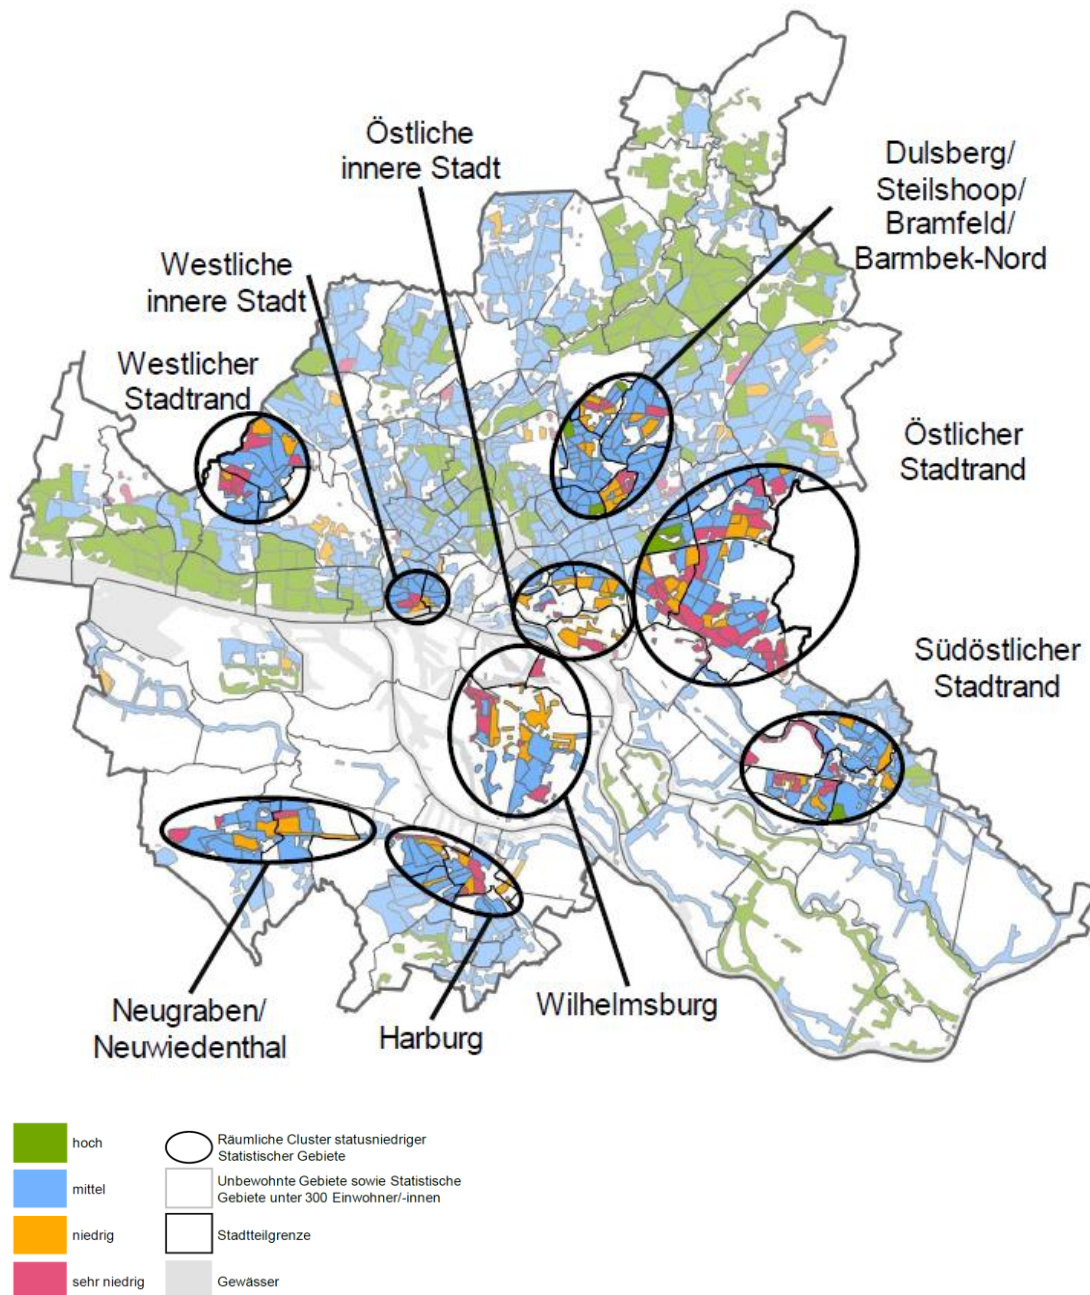 Östliche
innere Stadt
Dulsberg/
Steilshoop/
Bramfeld/
Barmbek-Nord
Westliche
innere Stadt
Westlicher
Stadtrand
Östlicher
Stadtrand
Südöstlicher
Stadtrand
Neugraben/
Neuwiedenthal
Harburg
Wilhelmsburg
hoch
mittel
niedrig
sehr niedrig
Räumliche Cluster statusniedriger
Statistischer Gebiete
Unbewohnte Gebiete sowie Statistische
Gebiete unter 300 Einwohner/-innen
Stadtteilgrenze
Gewässer